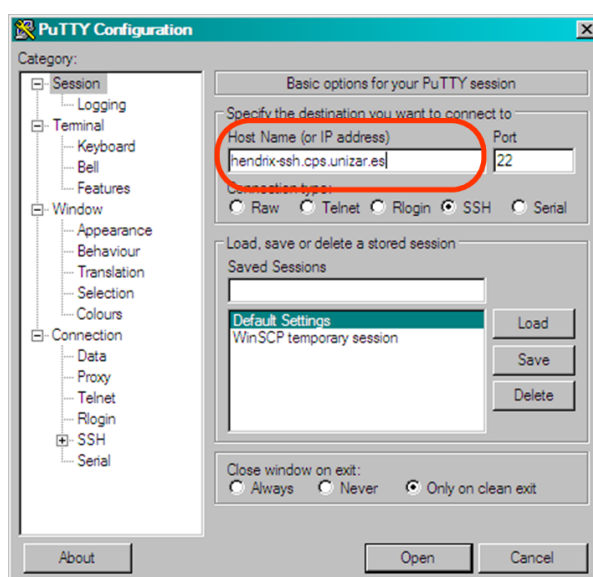 PuTTY Configuration
Category:
Session
Logging
Terminal
Keyboard
Bell
Features
Window
Appearance
Behaviour
Translation
Selection
Colours
Connection
Data
Proxy
Telnet
Rlogin
SSH
Serial
Basic options for your PuTTY session
Specify the destination you want to connect to
Host Name (or IP address) Port
hendrix-ssh.cps.unizar.es 22
Connection type:
Raw Telnet Rlogin SSH Serial
Load, save or delete a stored session
Saved Sessions
Default Settings Load
WinSCP temporary session
Save
Delete
Close window on exit:
Always Never Only on clean exit
About Open Cancel